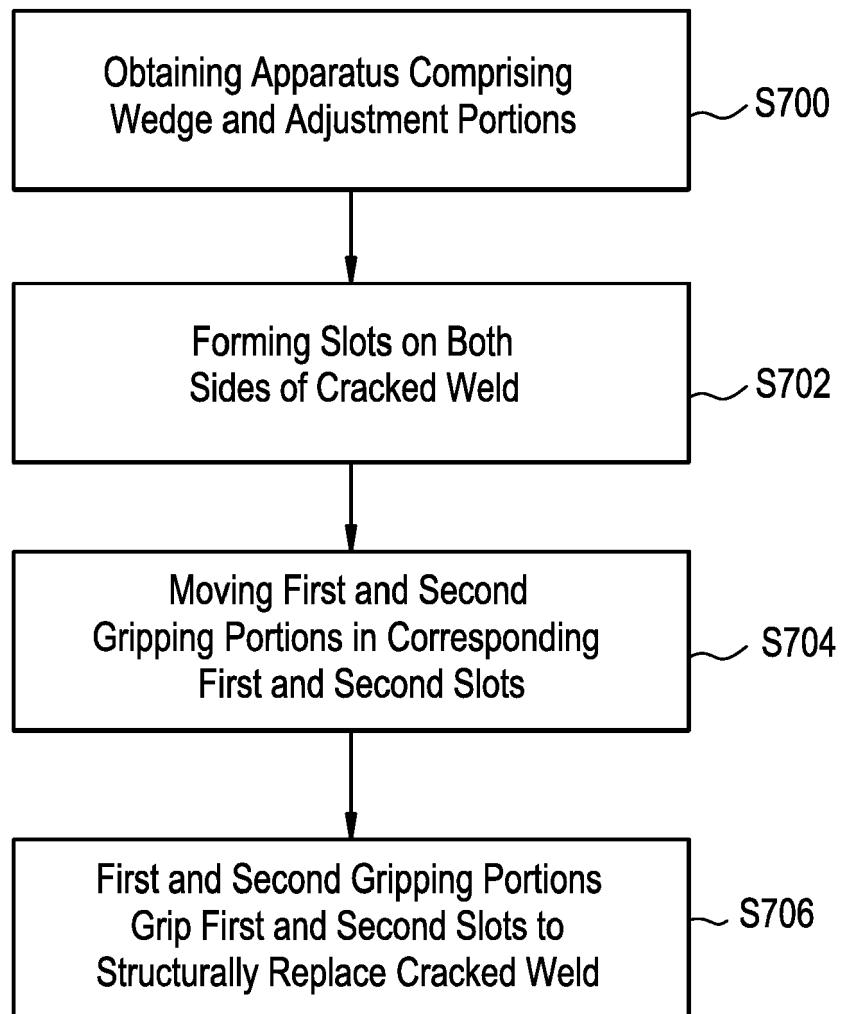 Obtaining Apparatus Comprising
Wedge and Adjustment Portions
S700
Forming Slots on Both
Sides of Cracked Weld
S702
Moving First and Second
Gripping Portions in Corresponding
First and Second Slots
S704
First and Second Gripping Portions
Grip First and Second Slots to
Structurally Replace Cracked Weld
S706